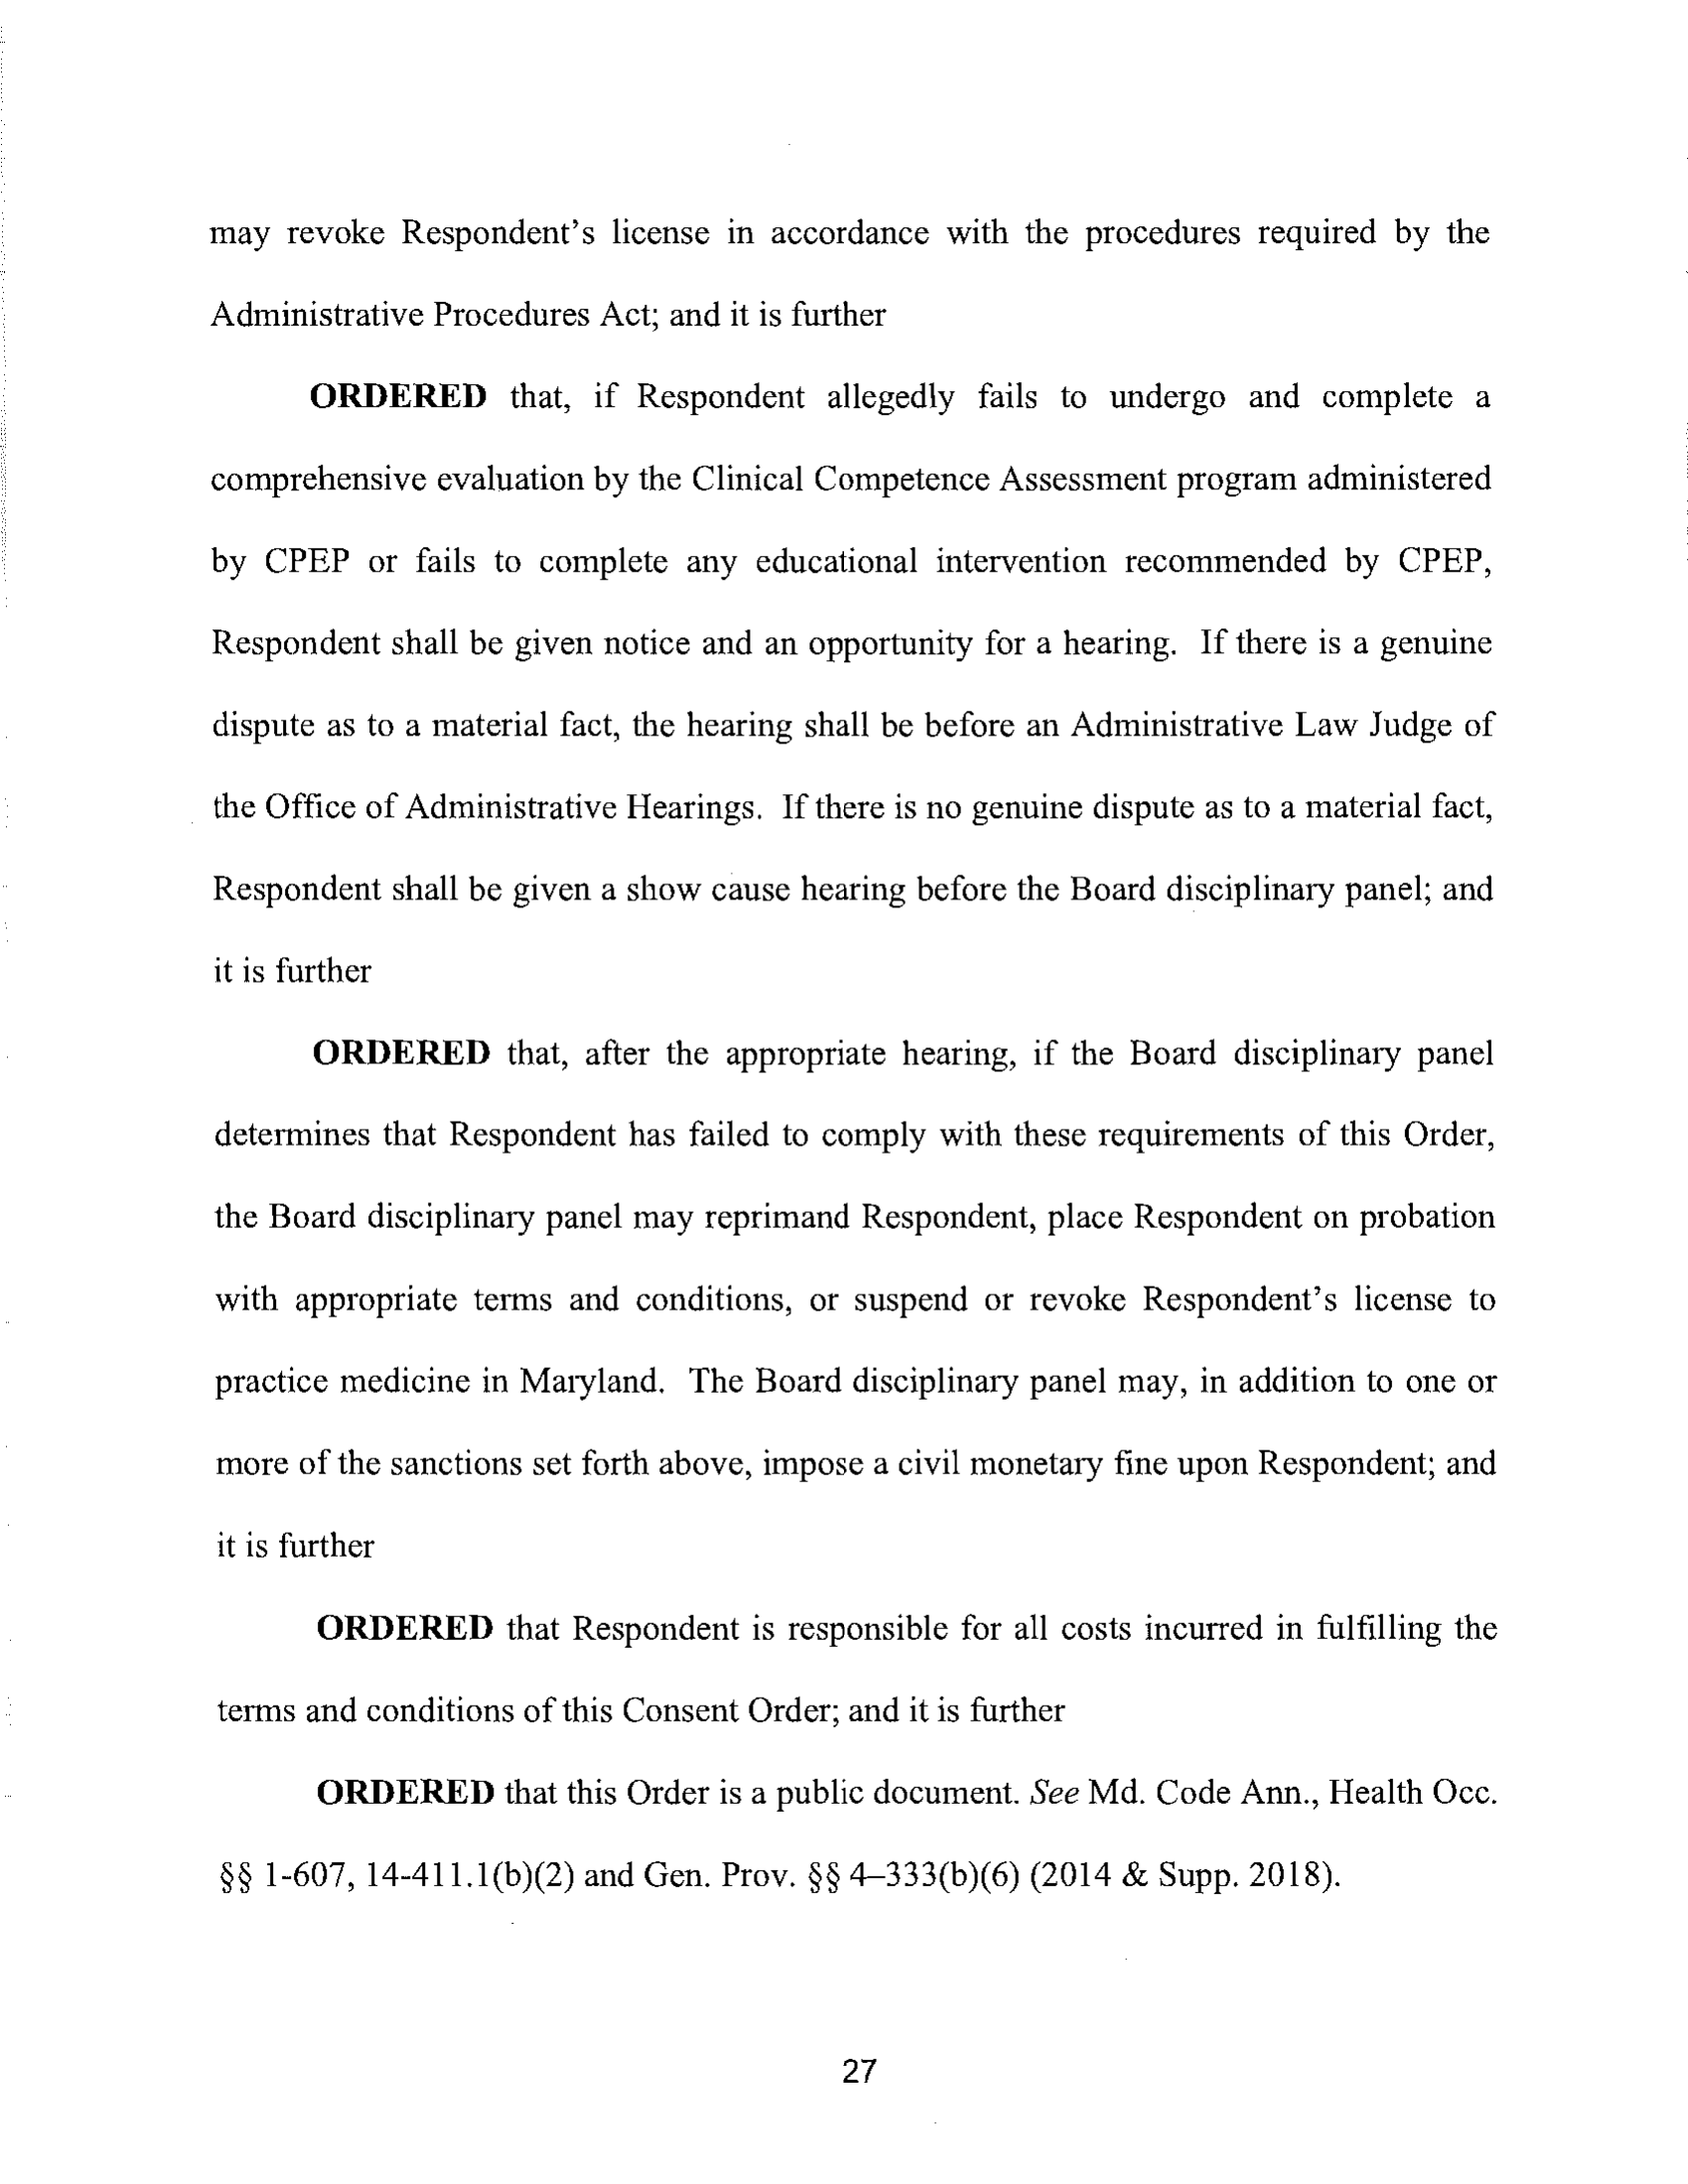 may revoke Respondent's license in accordance with the procedures required by the
Administrative Procedures Act; and it is further
ORDERED that, if Respondent allegedly fails to undergo and complete a
comprehensive evaluation by the Clinical Competence Assessment program administered
by CPEP or fails to complete any educational intervention recommended by CPEP,
Respondent shall be given notice and an opportunity for a hearing. If there is a genuine
dispute as to a material fact, the hearing shall be before an Administrative Law Judge of
the Office of Administrative Hearings. If there is no genuine dispute as to a material fact,
Respondent shall be given a show cause hearing before the Board disciplinary panel; and
it is further
ORDERED that, after the appropriate hearing, if the Board disciplinary panel
determines that Respondent has failed to comply with these requirements of this Order,
the Board disciplinary panel may reprimand Respondent, place Respondent on probation
with appropriate terms and conditions, or suspend or revoke Respondent's license to
practice medicine in Maryland. The Board disciplinary panel may, in addition to one or
more of the sanctions set forth above, impose a civil monetary fine upon Respondent; and
it is further
ORDERED that Respondent is responsible for all costs incurred in fulfilling the
terms and conditions of this Consent Order; and it is further
ORDERED that this Order is a public document. See Md. Code Ann., Health Occ.
§§ 1-607, 14-411.1(b)(2) and Gen. Prov. §§ 4–333(b)(6) (2014 & Supp. 2018).
27